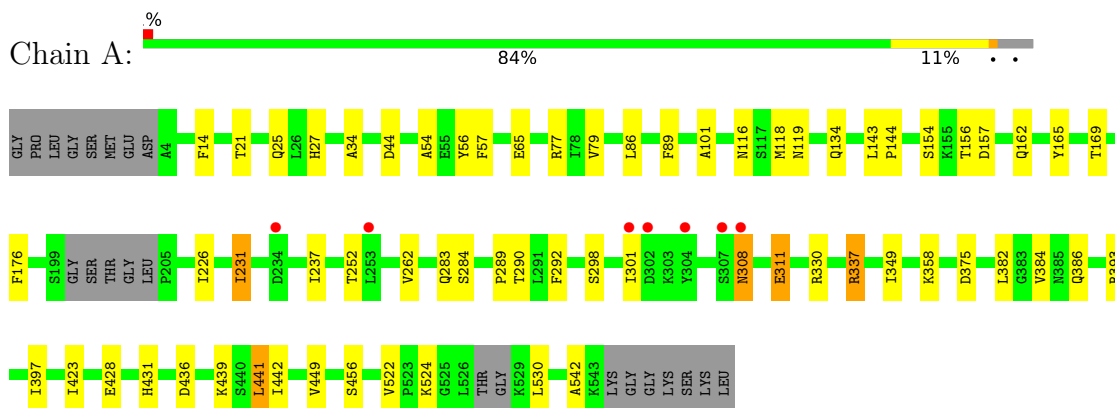 .%
Chain A:
84% 11% • •
GLY PRO LEU GLY SER MET GLU ASP A4 F14 T21 Q25 L26 H27 A34 D44 A54 E55 Y56 F57 E65 R77 I78 V79 L86 F89 A101 N116 S117 M118 N119 Q134 L143 P144 S154 K155 T156 D157 Q162 Y165 T169
F176 S199 GLY SER THR GLY LEU P205 I226 I231 D234 I237 T252 L253 V262 Q283 S284 P289 T290 L291 F292 S298 I301 D302 K303 Y304 S307 N308 E311 R330 R337 I349 K358 D375 L382 G383 V384 N385 Q386
I397 I423 E428 H431 D436 K439 S440 L441 I442 V449 S456 V522 P523 K524 G525 L526 THR GLY K529 L530 A542 K543 LYS GLY GLY LYS SER LYS LEU